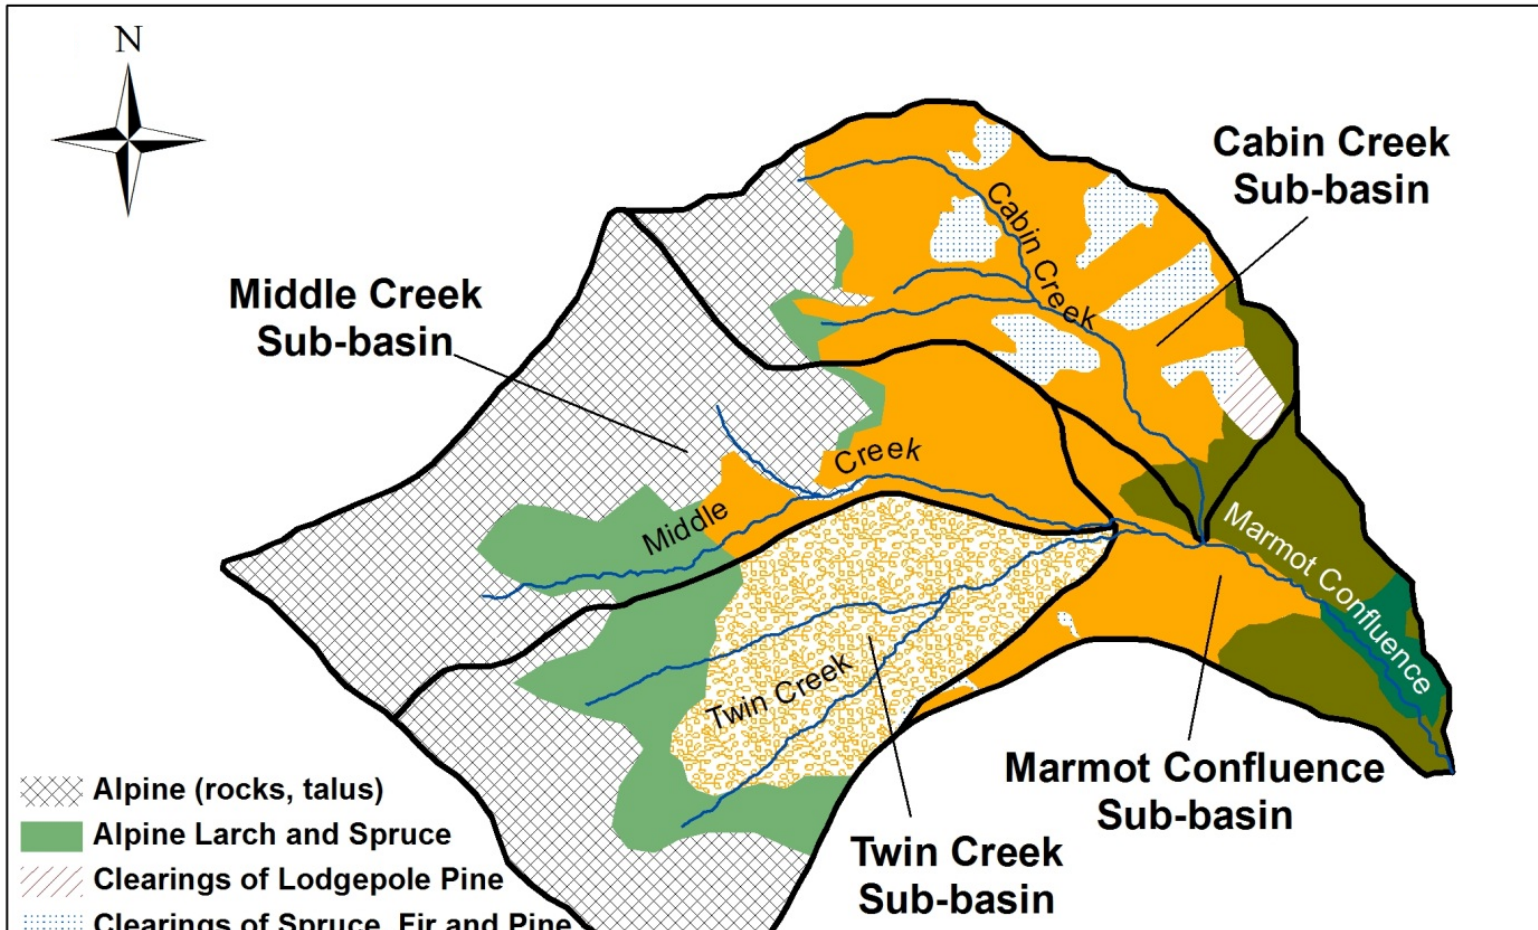 N
Cabin Creek
Sub-basin
Cabin Creek
Middle Creek
Sub-basin
Middle Creek
Marmot Confluence
Twin Creek
Marmot Confluence
Sub-basin
Twin Creek
Sub-basin
Alpine (rocks, talus)
Alpine Larch and Spruce
Clearings of Lodgepole Pine
Clearings of Spruce, Fir and Pine